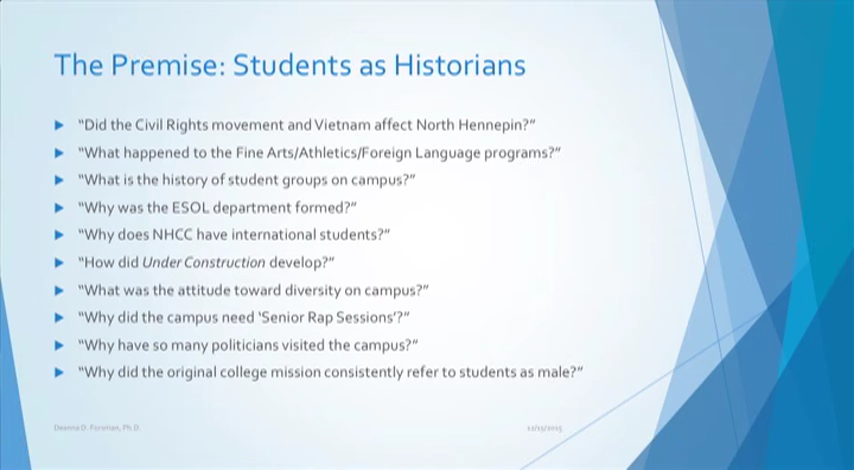 The Premise: Students as Historians
"Did the Civil Rights movement and Vietnam affect North Hennepin?"
"What happened to the Fine Arts/Athletics/Foreign Language programs?"
"What is the history of student groups on campus?"
"Why was the ESOL department formed?"
"Why does NHCC have international students?"
"How did Under Construction develop?"
"What was the attitude toward diversity on campus?"
"Why did the campus need 'Senior Rap Sessions'?"
"Why have so many politicians visited the campus?"
"Why did the original college mission consistently refer to students as male?"
Deanna D. Forsman, Ph.D.